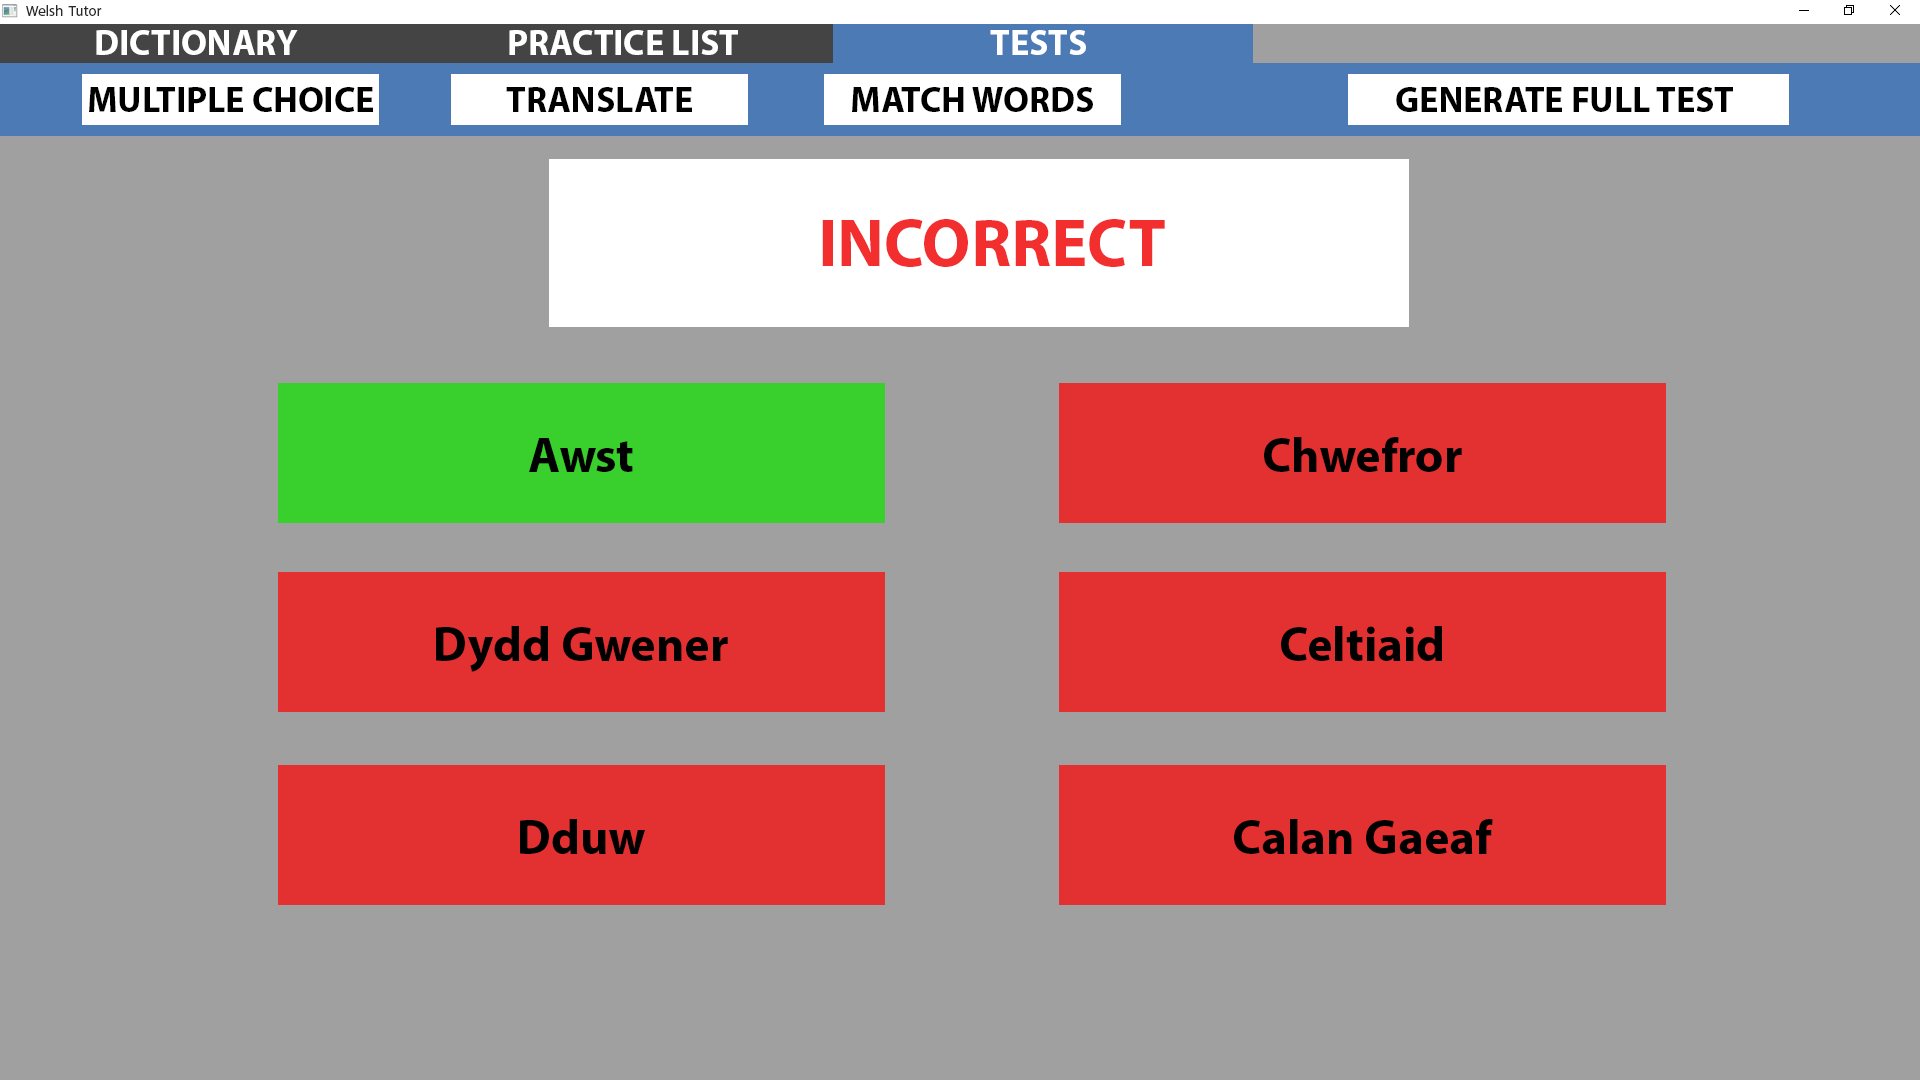 Welsh Tutor
DICTIONARY PRACTICE LIST TESTS
MULTIPLE CHOICE TRANSLATE MATCH WORDS GENERATE FULL TEST
INCORRECT
Awst Chwefror
Dydd Gwener Celtiaid
Dduw Calan Gaeaf